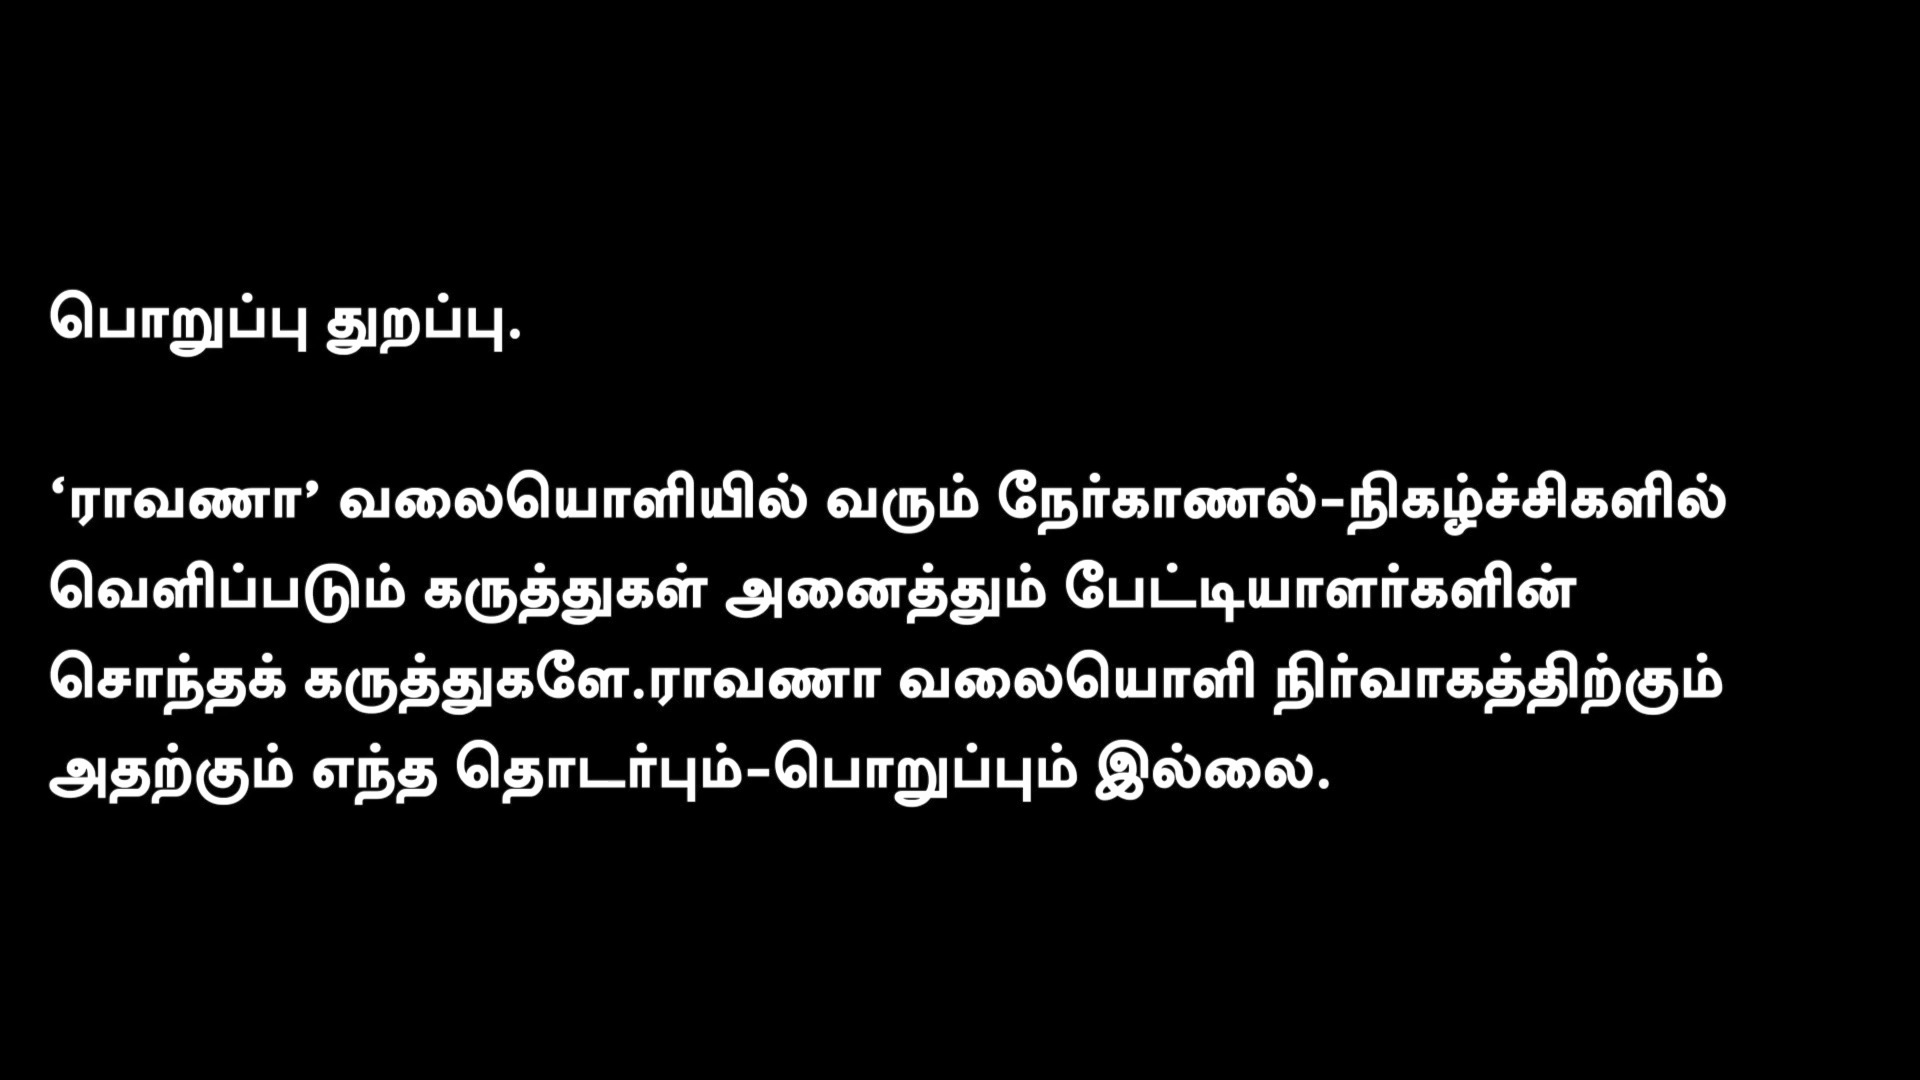 பொறுப்பு துறப்பு.
‘ராவணா’ வலையொளியில் வரும் நேர்காணல்-நிகழ்ச்சிகளில்
வெளிப்படும் கருத்துகள் அனைத்தும் பேட்டியாளர்களின்
சொந்தக் கருத்துகளே.ராவணா வலையொளி நிர்வாகத்திற்கும்
அதற்கும் எந்த தொடர்பும்-பொறுப்பும் இல்லை.